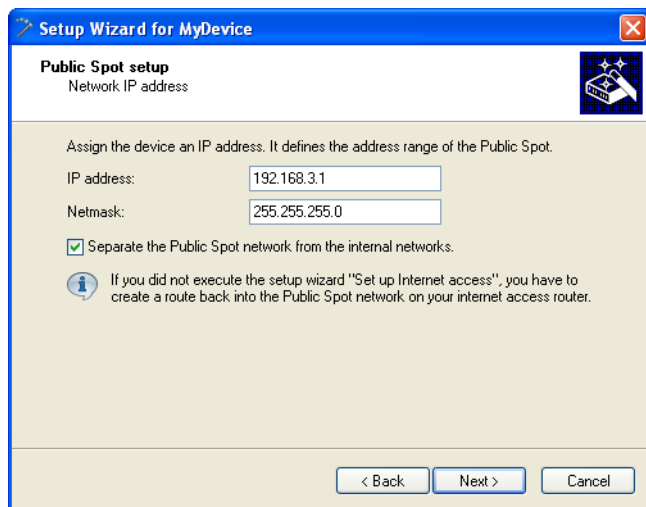 Setup Wizard for MyDevice
Public Spot setup
Network IP address
Assign the device an IP address. It defines the address range of the Public Spot.
IP address:
192.168.3.1
Netmask:
255.255.255.0
Separate the Public Spot network from the internal networks.
If you did not execute the setup wizard "Set up Internet access", you have to
create a route back into the Public Spot network on your internet access router.
< Back
Next >
Cancel